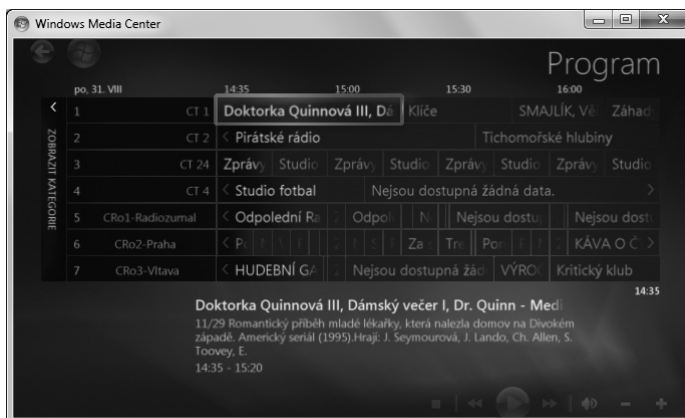 Windows Media Center
Program
po, 31. VIII 14:35 15:00 15:30 16:00
ZOBRAZIT KATEGORIE
1 CT 1 Doktorka Quinnová III, Dá Klíče SMAJLÍK, Vě Záhad
2 CT 2 Pirátské rádio Tichomořské hlubiny
3 CT 24 Zprávy Studio Zprávy Studio Zprávy Studio Zprávy Studio
4 CT 4 Studio fotbal Nejsou dostupná žádná data.
5 CRo1-Radiozumal Odpolední Ra Odpol N Nejsou dostu Nejsou dost
6 CRo2-Praha Za Tre Por KÁVA O Č
7 CRo3-Vltava HUDEBNÍ GA Nejsou dostupná žád VÝRO Kritický klub
14:35
Doktorka Quinnová III, Dámský večer I, Dr. Quinn - Medi
11/29 Romantický příběh mladé lékařky, která nalezla domov na Divokém
západě. Americký seriál (1995).Hrají: J. Seymourová, J. Lando, Ch. Allen, S.
Toovey, E.
14:35 - 15:20